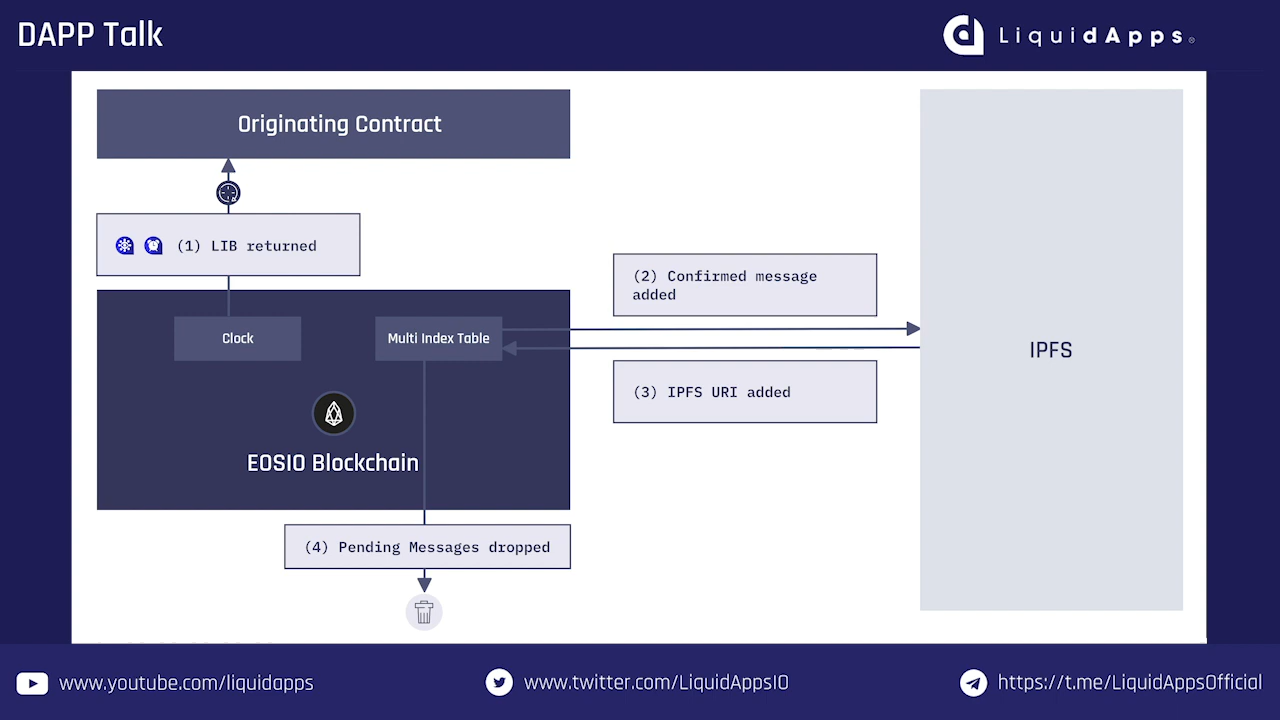 DAPP Talk
LiquidApps
Originating Contract
(1) LIB returned
(2) Confirmed message
added
Clock
Multi Index Table
IPFS
(3) IPFS URI added
EOSIO Blockchain
(4) Pending Messages dropped
www.youtube.com/liquidapps
www.twitter.com/LiquidAppsIO
https://t.me/LiquidAppsOfficial